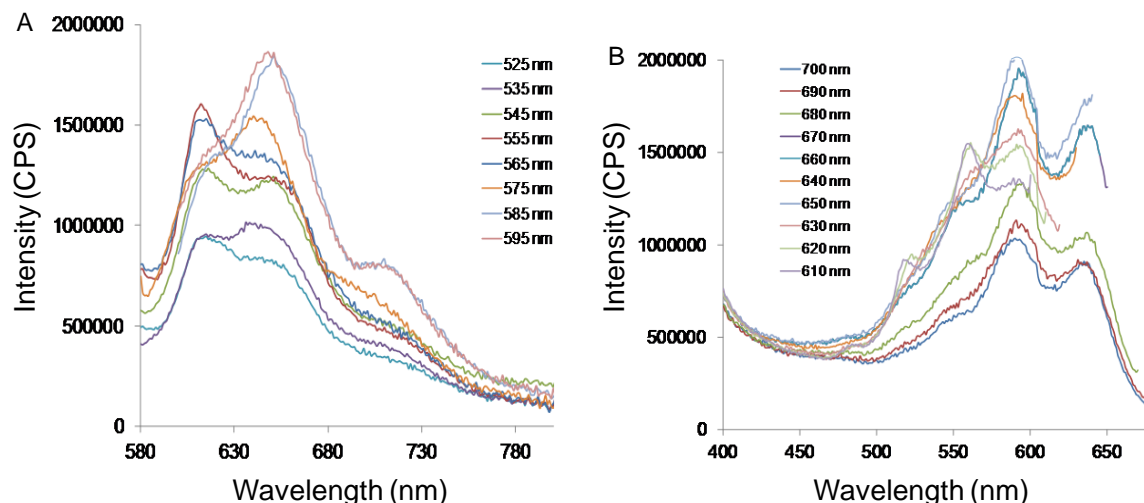 A
2000000
1500000
1000000
500000
0
Intensity (CPS)
580 630 680 730 780
Wavelength (nm)
525 nm
535 nm
545 nm
555 nm
565 nm
575 nm
585 nm
595 nm
B
2000000
1500000
1000000
500000
0
Intensity (CPS)
400 450 500 550 600 650
Wavelength (nm)
700 nm
690 nm
680 nm
670 nm
660 nm
640 nm
650 nm
630 nm
620 nm
610 nm